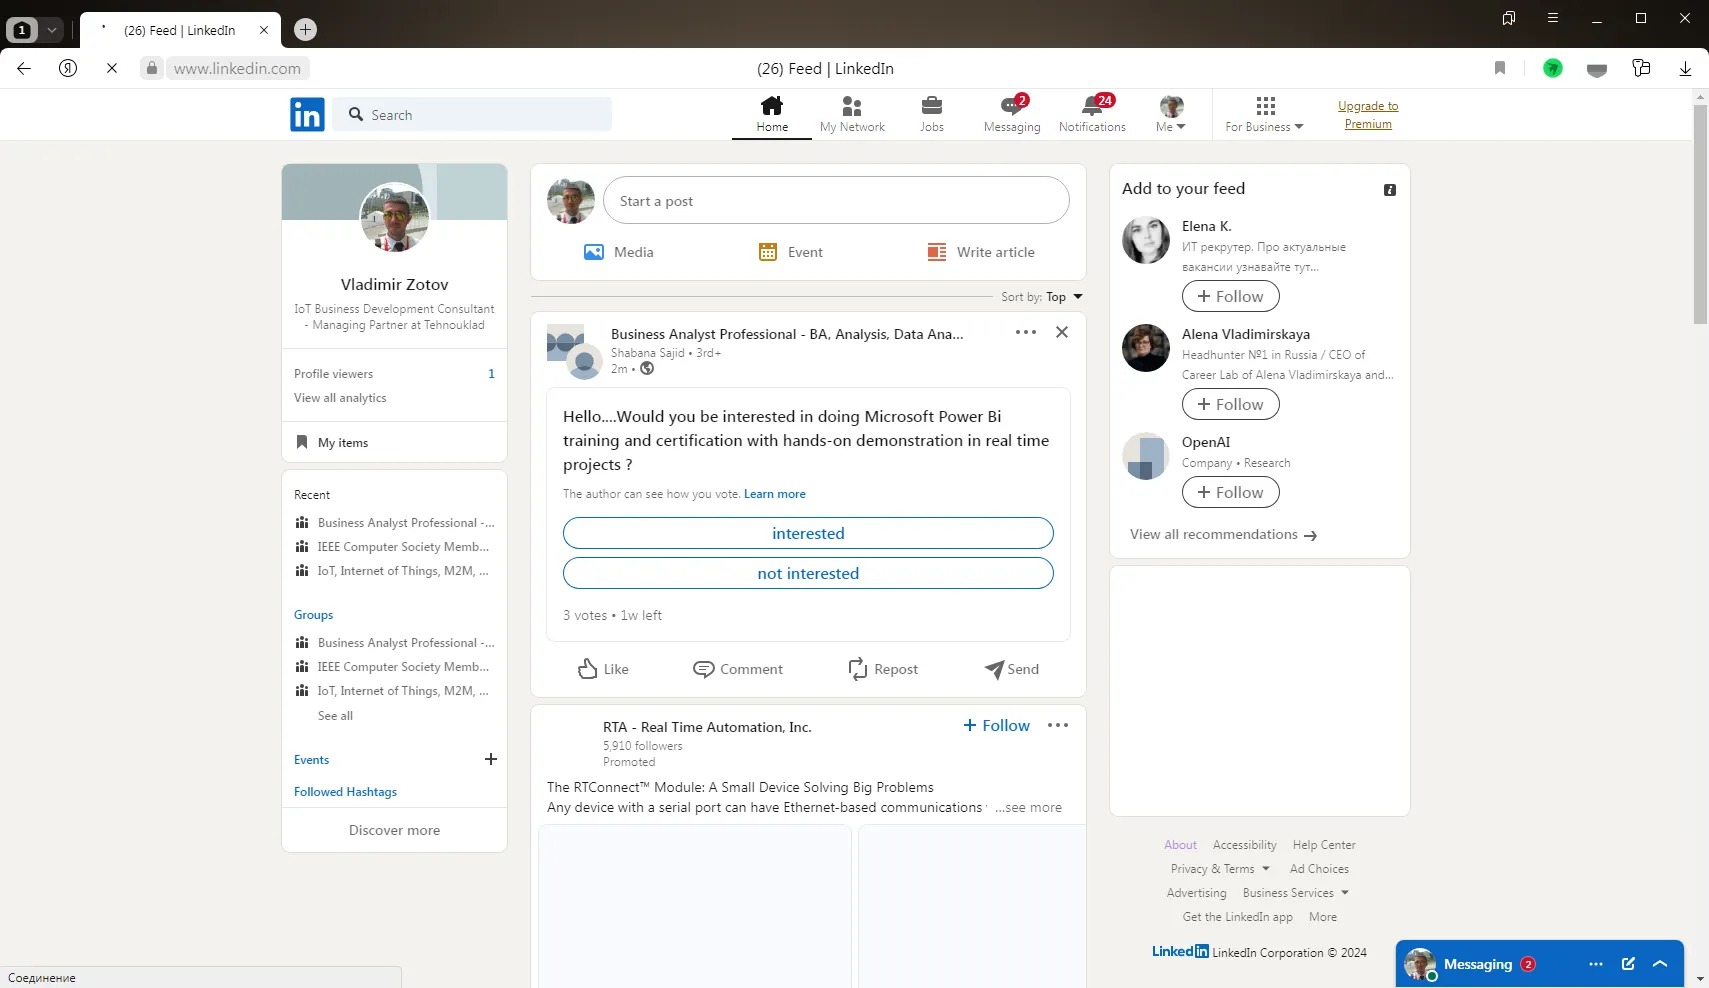 1
(26) Feed | LinkedIn
www.linkedin.com
(26) Feed | LinkedIn
in
Search
Home
My Network
Jobs
2
Messaging
24
Notifications
Me
For Business
Upgrade to
Premium
Vladimir Zotov
IoT Business Development Consultant
- Managing Partner at Tehnouklad
Profile viewers 1
View all analytics
My items
Recent
Business Analyst Professional -...
IEEE Computer Society Memb...
IoT, Internet of Things, M2M, ...
Groups
Business Analyst Professional -...
IEEE Computer Society Memb...
IoT, Internet of Things, M2M, ...
See all
Events
Followed Hashtags
Discover more
Start a post
Media
Event
Write article
Sort by: Top
Business Analyst Professional - BA, Analysis, Data Ana...
Shabana Sajid • 3rd+
2m •
Hello....Would you be interested in doing Microsoft Power Bi
training and certification with hands-on demonstration in real time
projects ?
The author can see how you vote. Learn more
interested
not interested
3 votes • 1w left
Like
Comment
Repost
Send
RTA - Real Time Automation, Inc.
5,910 followers
Promoted
+ Follow
The RTConnect™ Module: A Small Device Solving Big Problems
Any device with a serial port can have Ethernet-based communications ...see more
Add to your feed
Elena K.
ИТ рекрутер. Про актуальные
вакансии узнавайте тут...
+ Follow
Alena Vladimirskaya
Headhunter №1 in Russia / CEO of
Career Lab of Alena Vladimirskaya and...
+ Follow
OpenAI
Company • Research
+ Follow
View all recommendations
About Accessibility Help Center
Privacy & Terms Ad Choices
Advertising Business Services
Get the LinkedIn app More
LinkedIn LinkedIn Corporation © 2024
Messaging 2
Соединение